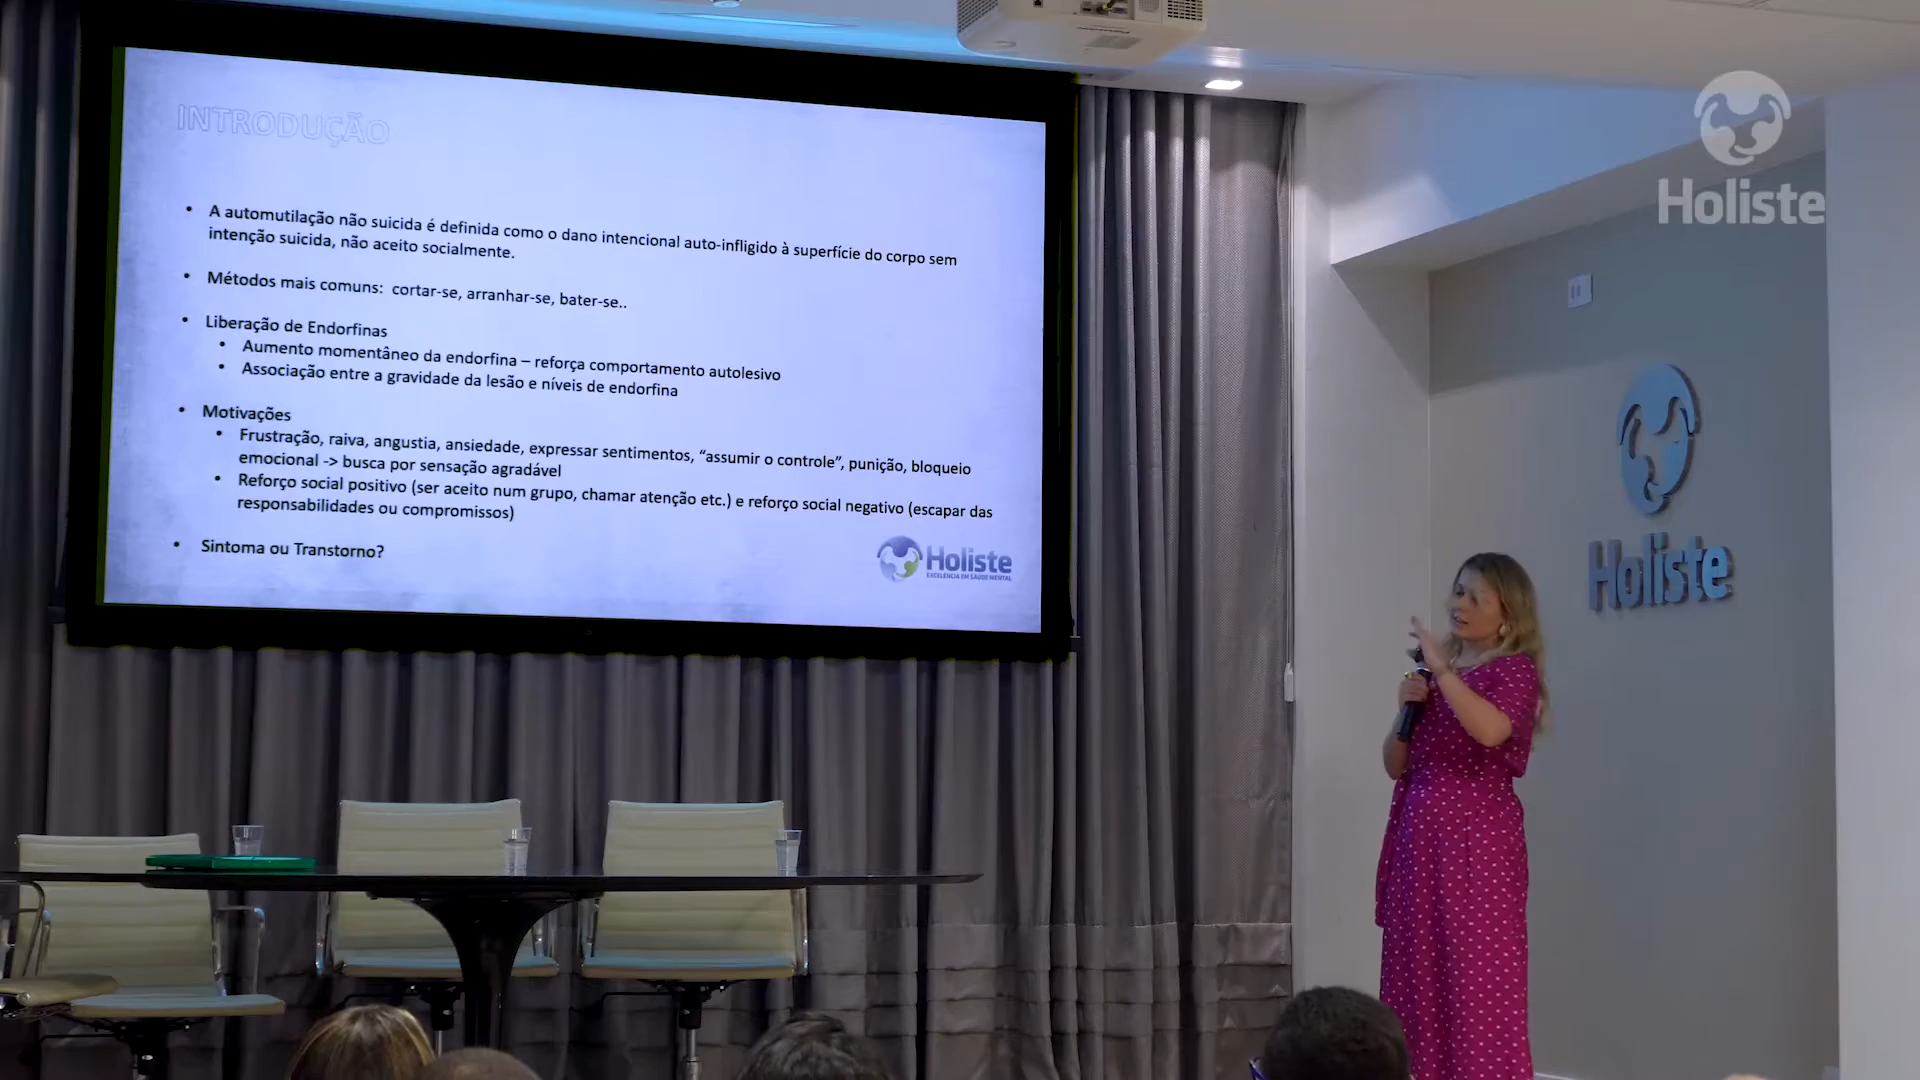 INTRODUÇÃO
• A automutilação não suicida é definida como o dano intencional auto-infligido à superfície do corpo sem
intenção suicida, não aceito socialmente.
• Métodos mais comuns: cortar-se, arranhar-se, bater-se..
• Liberação de Endorfinas
• Aumento momentâneo da endorfina – reforça comportamento autolesivo
• Associação entre a gravidade da lesão e níveis de endorfina
• Motivações
• Frustração, raiva, angustia, ansiedade, expressar sentimentos, “assumir o controle”, punição, bloqueio
emocional -> busca por sensação agradável
• Reforço social positivo (ser aceito num grupo, chamar atenção etc.) e reforço social negativo (escapar das
responsabilidades ou compromissos)
• Sintoma ou Transtorno?
Holiste
EXCELÊNCIA EM SAÚDE MENTAL
Holiste
Holiste